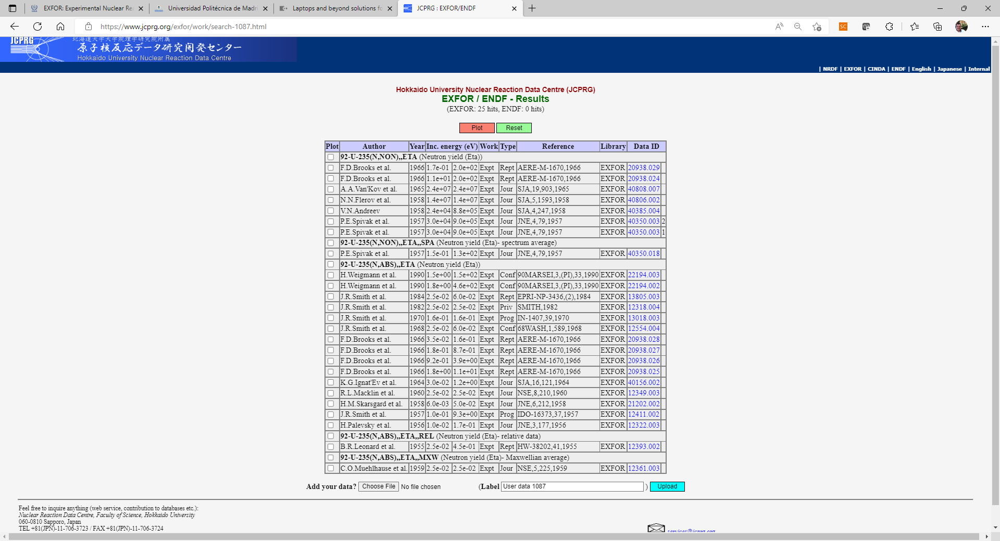 EXFOR: Experimental Nuclear Re
Universidad Politécnica de Madri
Laptops and beyond solutions fo
JCPRG : EXFOR/ENDF
https://www.jcprg.org/exfor/work/search-1087.html
JCPRG
北海道大学大学院理学研究院附属
原子核反応データ研究開発センター
Hokkaido University Nuclear Reaction Data Centre
| NRDF | EXFOR | CINDA | ENDF | English | Japanese | Internal
Hokkaido University Nuclear Reaction Data Centre (JCPRG)
EXFOR / ENDF - Results
(EXFOR: 25 hits, ENDF: 0 hits)
Plot Reset
Plot Author Year Inc. energy (eV) Work Type Reference Library Data ID
92-U-235(N,NON),,ETA (Neutron yield (Eta))
F.D.Brooks et al. 1966 1.7e-01 2.0e+02 Expt Rept AERE-M-1670,1966 EXFOR 20938.029
F.D.Brooks et al. 1966 1.1e+01 2.0e+02 Expt Rept AERE-M-1670,1966 EXFOR 20938.024
A.A.Van'Kov et al. 1965 2.4e+07 2.4e+07 Expt Jour SJA,19,903,1965 EXFOR 40808.007
N.N.Flerov et al. 1958 1.4e+07 1.4e+07 Expt Jour SJA,5,1593,1958 EXFOR 40806.002
V.N.Andreev 1958 2.4e+04 8.8e+05 Expt Jour SJA,4,247,1958 EXFOR 40385.004
P.E.Spivak et al. 1957 3.0e+04 9.0e+05 Expt Jour JNE,4,79,1957 EXFOR 40350.003 2
P.E.Spivak et al. 1957 3.0e+04 9.0e+05 Expt Jour JNE,4,79,1957 EXFOR 40350.003 1
92-U-235(N,NON),,ETA,,SPA (Neutron yield (Eta)- spectrum average)
P.E.Spivak et al. 1957 1.5e-01 1.3e+02 Expt Jour JNE,4,79,1957 EXFOR 40350.018
92-U-235(N,ABS),,ETA (Neutron yield (Eta))
H.Weigmann et al. 1990 1.5e+00 1.5e+02 Expt Conf 90MARSEI,3,(PI),33,1990 EXFOR 22194.003
H.Weigmann et al. 1990 1.8e+00 4.6e+02 Expt Conf 90MARSEI,3,(PI),33,1990 EXFOR 22194.002
J.R.Smith et al. 1984 2.5e-02 6.0e-02 Expt Rept EPRI-NP-3436,(2),1984 EXFOR 13805.003
J.R.Smith et al. 1982 2.5e-02 2.5e-02 Expt Priv SMITH,1982 EXFOR 12318.004
J.R.Smith et al. 1970 1.6e-01 1.6e-01 Expt Prog IN-1407,39,1970 EXFOR 13018.003
J.R.Smith et al. 1968 2.5e-02 6.0e-02 Expt Conf 68WASH,1,589,1968 EXFOR 12554.004
F.D.Brooks et al. 1966 3.5e-02 1.6e-01 Expt Rept AERE-M-1670,1966 EXFOR 20938.028
F.D.Brooks et al. 1966 1.8e-01 8.7e-01 Expt Rept AERE-M-1670,1966 EXFOR 20938.027
F.D.Brooks et al. 1966 9.2e-01 3.9e+00 Expt Rept AERE-M-1670,1966 EXFOR 20938.026
F.D.Brooks et al. 1966 1.8e+00 1.1e+01 Expt Rept AERE-M-1670,1966 EXFOR 20938.025
K.G.Ignat'Ev et al. 1964 3.0e-02 1.2e+00 Expt Jour SJA,16,121,1964 EXFOR 40156.002
R.L.Macklin et al. 1960 2.5e-02 2.5e-02 Expt Jour NSE,8,210,1960 EXFOR 12349.003
H.M.Skarsgard et al. 1958 6.0e-03 5.0e-02 Expt Jour JNE,6,212,1958 EXFOR 21202.002
J.R.Smith et al. 1957 1.0e-01 9.3e+00 Expt Prog IDO-16373,37,1957 EXFOR 12411.002
H.Palevsky et al. 1956 1.0e-02 1.7e-01 Expt Jour JNE,3,177,1956 EXFOR 12322.003
92-U-235(N,ABS),,ETA,,REL (Neutron yield (Eta)- relative data)
B.R.Leonard et al. 1955 2.5e-02 4.5e-01 Expt Rept HW-38202,41,1955 EXFOR 12393.002
92-U-235(N,ABS),,ETA,,MXW (Neutron yield (Eta)- Maxwellian average)
C.O.Muehlhause et al. 1959 2.5e-02 2.5e-02 Expt Jour NSE,5,225,1959 EXFOR 12361.003
Add your data? Choose File No file chosen (Label User data 1087 ) Upload
Feel free to inquire anything (web service, contribution to databases etc.):
Nuclear Reaction Data Centre, Faculty of Science, Hokkaido University
060-0810 Sapporo, Japan
TEL +81(JPN)-11-706-3723 / FAX +81(JPN)-11-706-3724
services@jcprg.org